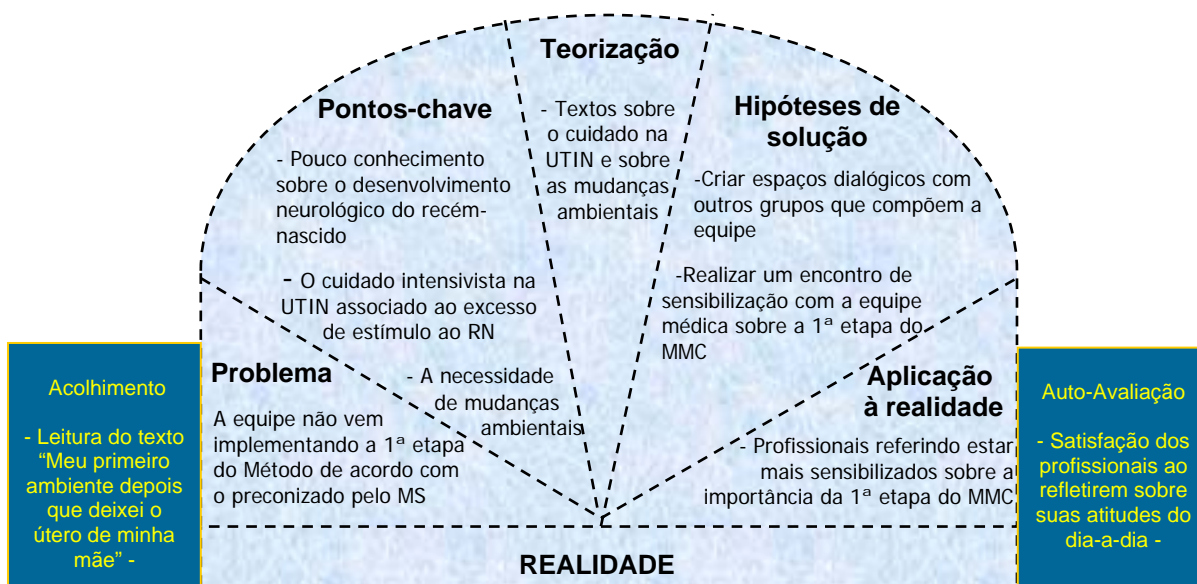 Acolhimento
- Leitura do texto
“Meu primeiro
ambiente depois
que deixei o
útero de minha
mãe” -
Problema
A equipe não vem
implementando a 1ª etapa
do Método de acordo com
o preconizado pelo MS
Pontos-chave
- Pouco conhecimento
sobre o desenvolvimento
neurológico do recém-
nascido
- O cuidado intensivista na
UTIN associado ao excesso
de estímulo ao RN
- A necessidade
de mudanças
ambientais
Teorização
- Textos sobre
o cuidado na
UTIN e sobre
as mudanças
ambientais
Hipóteses de
solução
-Criar espaços dialógicos com
outros grupos que compõem a
equipe
-Realizar um encontro de
sensibilização com a equipe
médica sobre a 1ª etapa do
MMC
Aplicação
à realidade
- Profissionais referindo estar
mais sensibilizados sobre a
importância da 1ª etapa do MMC
Auto-Avaliação
- Satisfação dos
profissionais ao
refletirem sobre
suas atitudes do
dia-a-dia -
REALIDADE